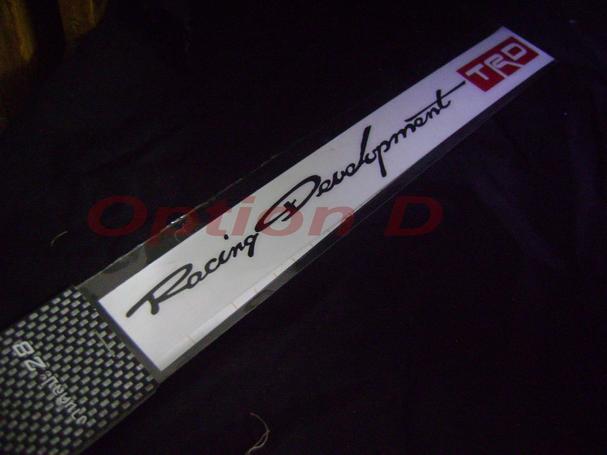 TRD
Racing Development
Option D